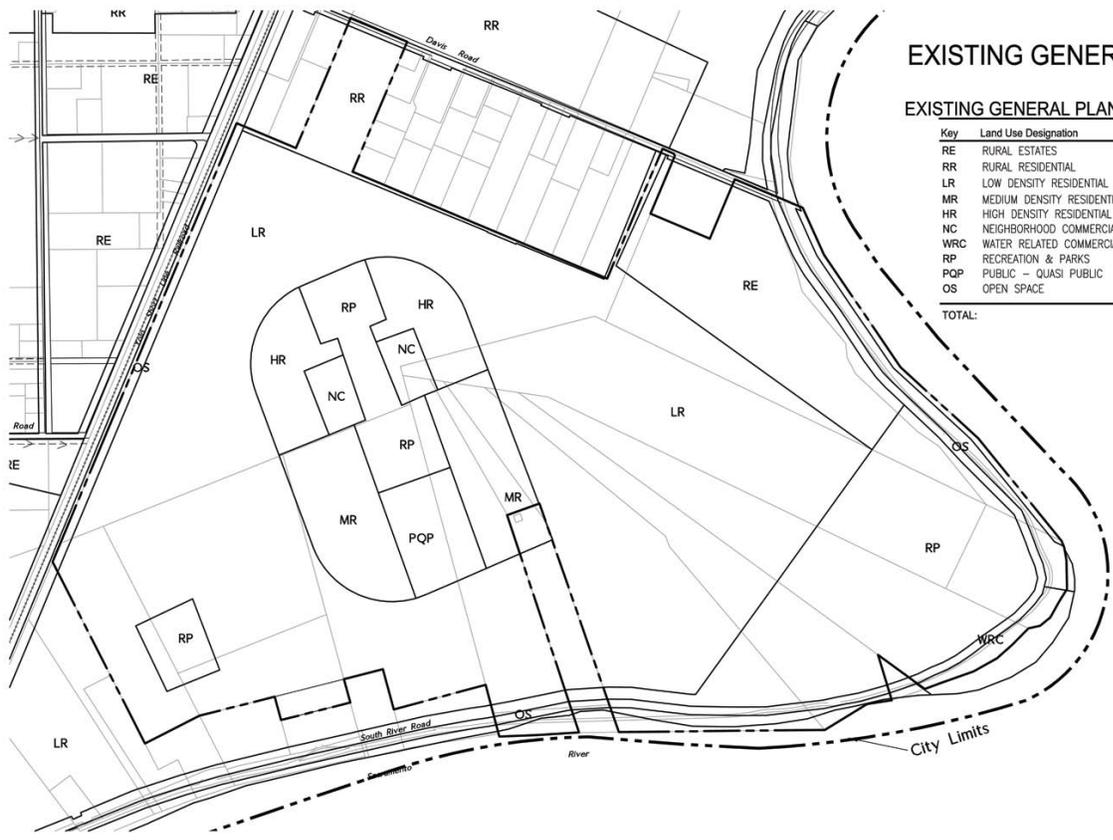 RR
RR
EXISTING GENER
Davis Road
RE
RR
EXISTING GENERAL PLAN
Key Land Use Designation
RE RURAL ESTATES
RR RURAL RESIDENTIAL
LR LOW DENSITY RESIDENTIAL
MR MEDIUM DENSITY RESIDENTI
HR HIGH DENSITY RESIDENTIAL
NC NEIGHBORHOOD COMMERCIA
WRC WATER RELATED COMMERCI
RP RECREATION & PARKS
PQP PUBLIC – QUASI PUBLIC
OS OPEN SPACE
TOTAL:
LR
RE
RE
RP
HR
NC
HR
OS
NC
LR
Road
RP
OS
RE
MR
MR
PQP
RP
RP
WRC
OS
South River Road
LR
City Limits
River
Sacramento